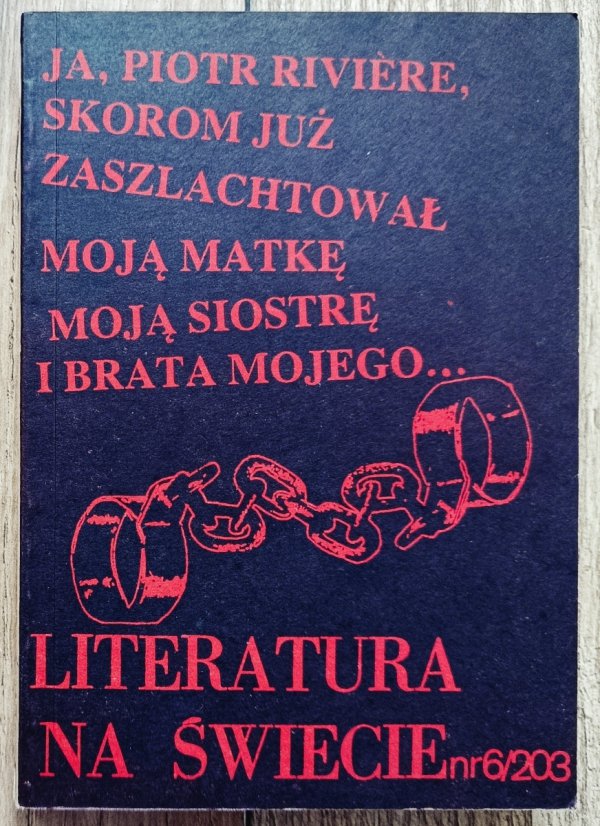 JA, PIOTR RIVIÈRE,
SKOROM JUŻ
ZASZLACHTOWAŁ
MOJĄ MATKĘ
MOJĄ SIOSTRĘ
I BRATA MOJEGO...
LITERATURA
NA ŚWIECIE nr6/203